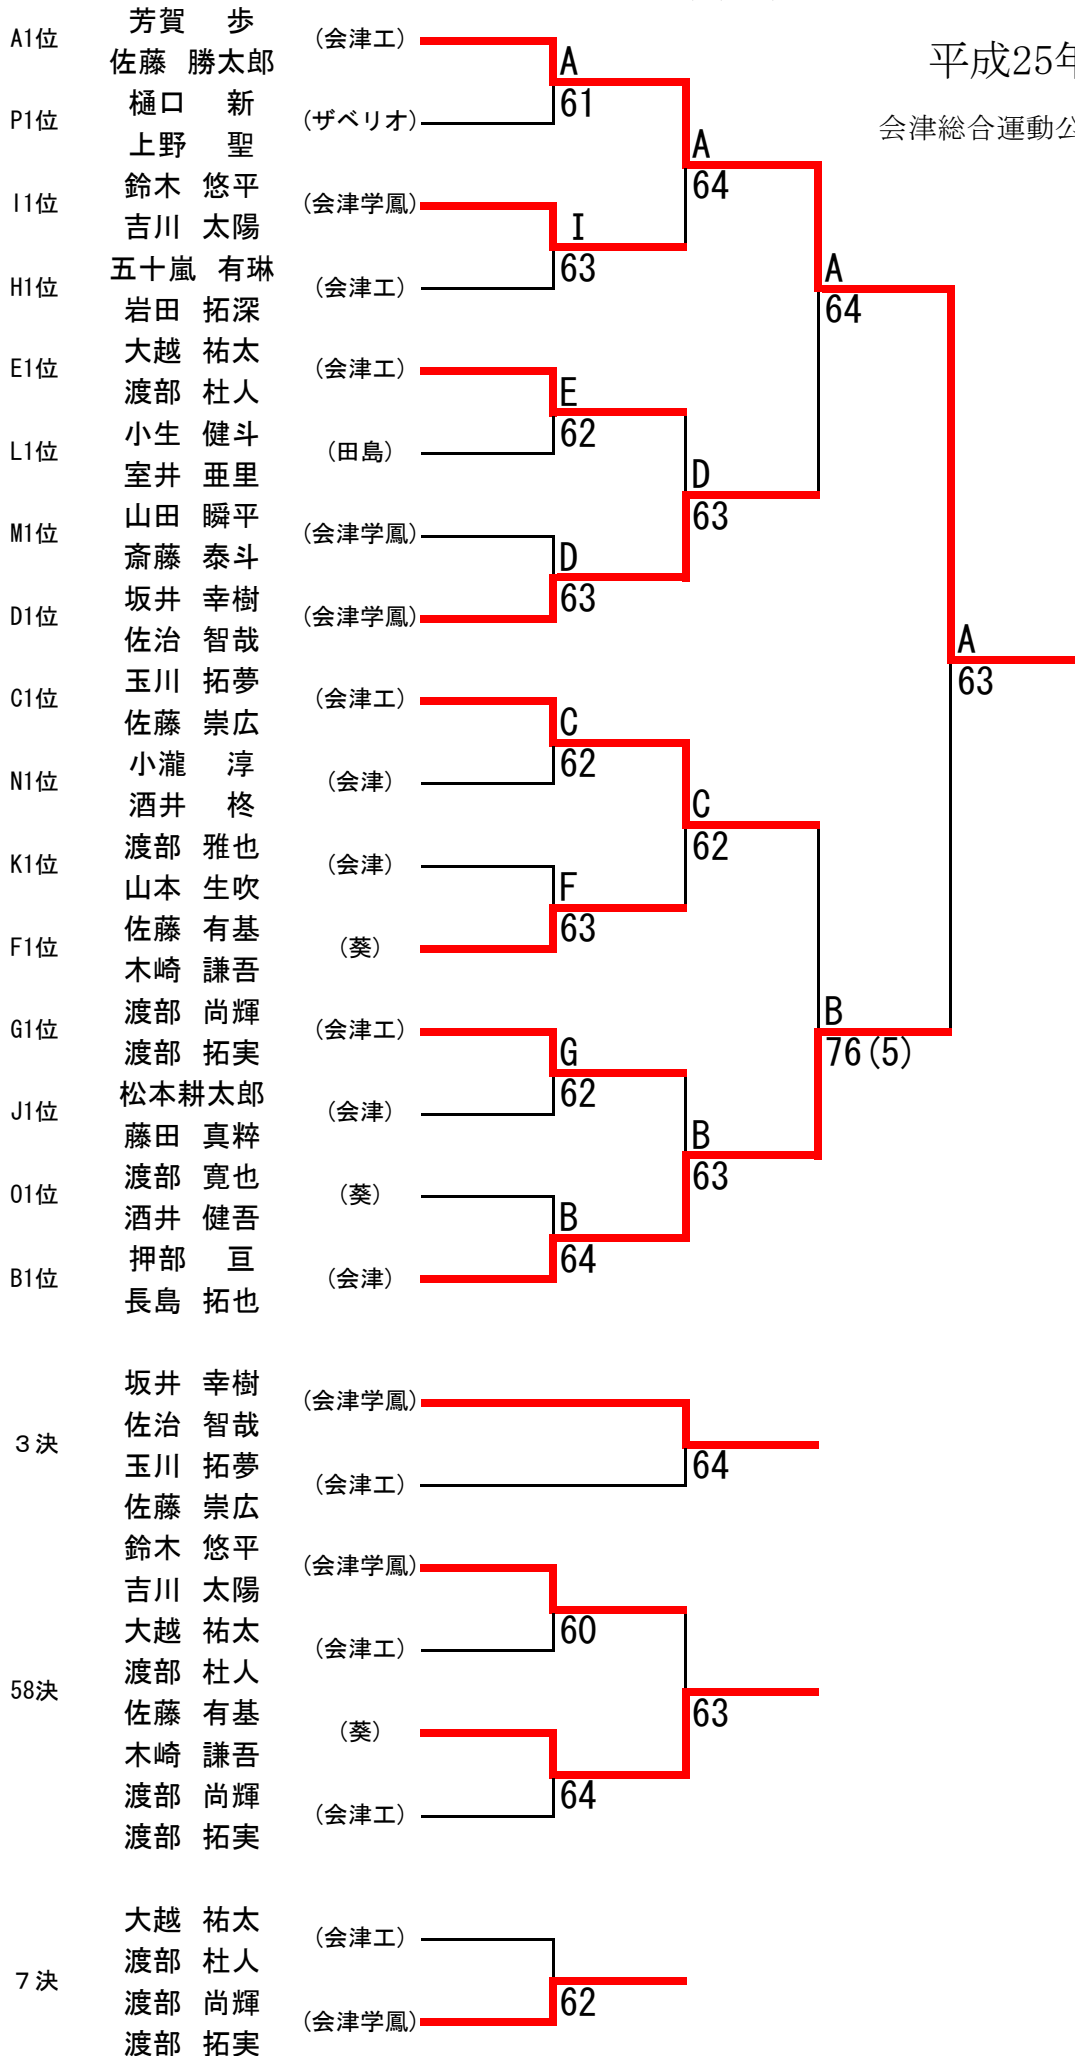 平成25年
会津総合運動公
A1位 芳賀 歩 (会津工)
佐藤 勝太郎
A
61
P1位 樋口 新 (ザベリオ)
上野 聖
A
64
I1位 鈴木 悠平 (会津学鳳)
吉川 太陽
I
63
H1位 五十嵐 有琳 (会津工)
岩田 拓深
A
64
E1位 大越 祐太 (会津工)
渡部 杜人
E
62
L1位 小生 健斗 (田島)
室井 亜里
D
63
M1位 山田 瞬平 (会津学鳳)
斎藤 泰斗
D
63
D1位 坂井 幸樹 (会津学鳳)
佐治 智哉
A
63
C1位 玉川 拓夢 (会津工)
佐藤 崇広
C
62
N1位 小瀧 淳 (会津)
酒井 柊
C
62
K1位 渡部 雅也 (会津)
山本 生吹
F
63
F1位 佐藤 有基 (葵)
木崎 謙吾
B
76(5)
G1位 渡部 尚輝 (会津工)
渡部 拓実
G
62
J1位 松本耕太郎 (会津)
藤田 真粋
B
63
O1位 渡部 寛也 (葵)
酒井 健吾
B
64
B1位 押部 亘 (会津)
長島 拓也
3決
坂井 幸樹 (会津学鳳)
佐治 智哉
64
玉川 拓夢 (会津工)
佐藤 崇広
58決
鈴木 悠平 (会津学鳳)
吉川 太陽
60
大越 祐太 (会津工)
渡部 杜人
63
佐藤 有基 (葵)
木崎 謙吾
64
渡部 尚輝 (会津工)
渡部 拓実
7決
大越 祐太 (会津工)
渡部 杜人
62
渡部 尚輝 (会津学鳳)
渡部 拓実